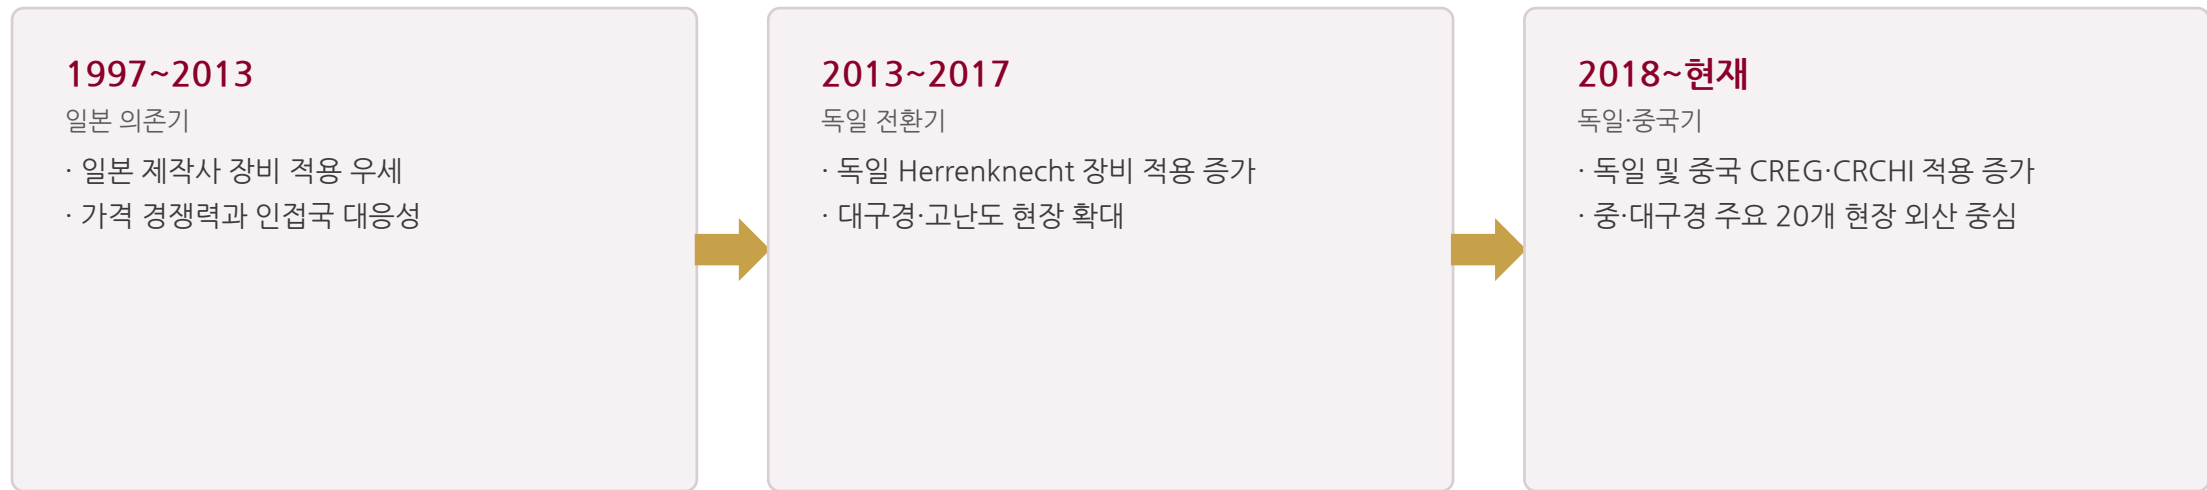 1997~2013
일본 의존기
· 일본 제작사 장비 적용 우세
· 가격 경쟁력과 인접국 대응성
2013~2017
독일 전환기
· 독일 Herrenknecht 장비 적용 증가
· 대구경·고난도 현장 확대
2018~현재
독일·중국기
· 독일 및 중국 CREG·CRCHI 적용 증가
· 중·대구경 주요 20개 현장 외산 중심